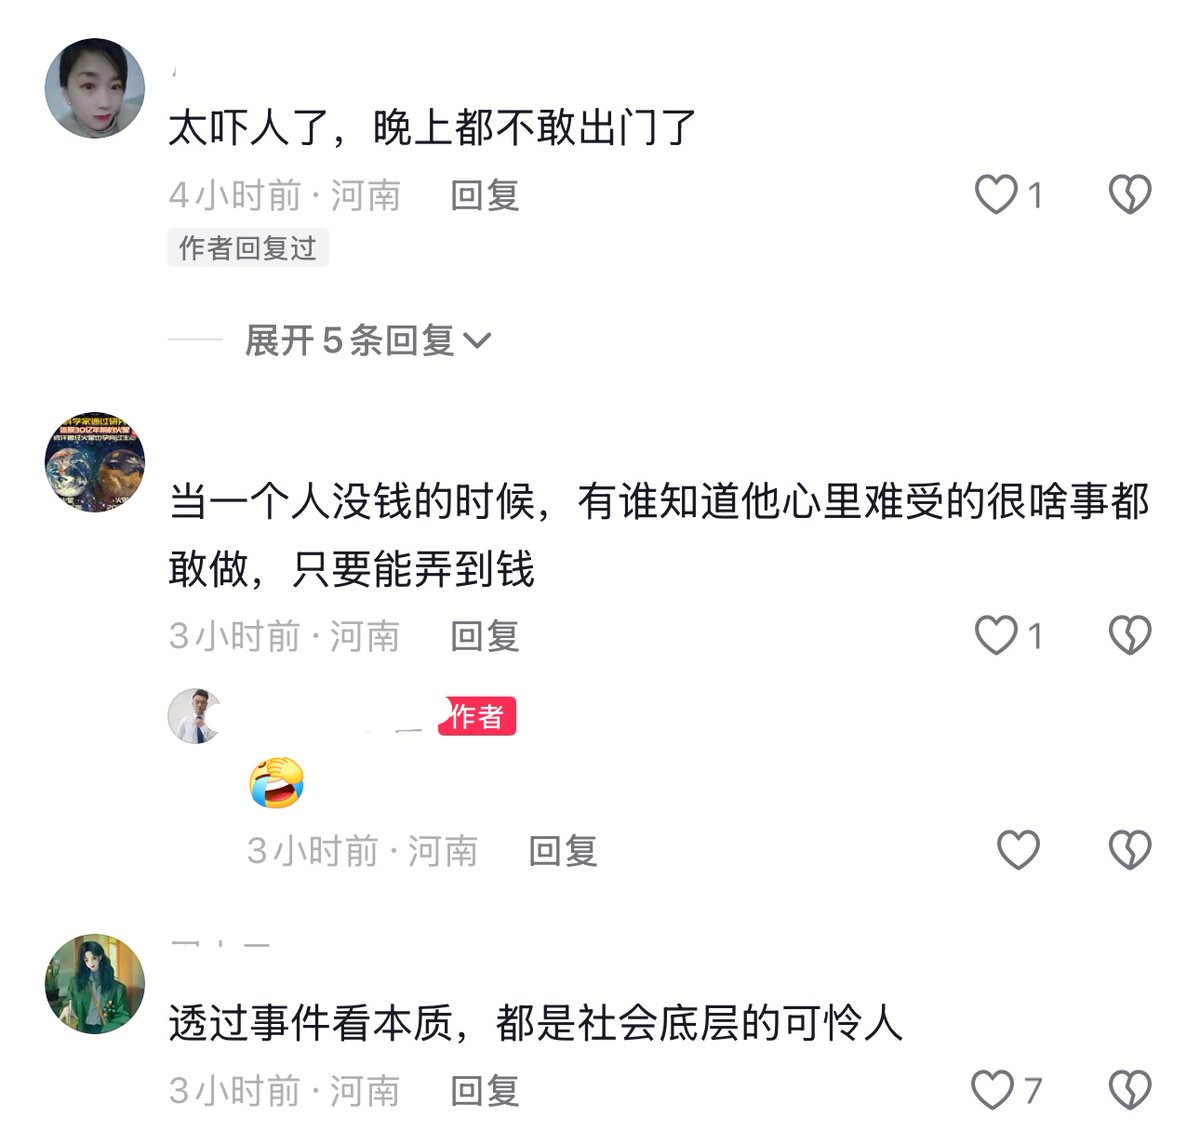 太吓人了，晚上都不敢出门了
4小时前·河南 回复 1
作者回复过
展开5条回复
当一个人没钱的时候，有谁知道他心里难受的很啥事都
敢做，只要能弄到钱
3小时前·河南 回复 1
作者
3小时前·河南 回复
透过事件看本质，都是社会底层的可怜人
3小时前·河南 回复 7